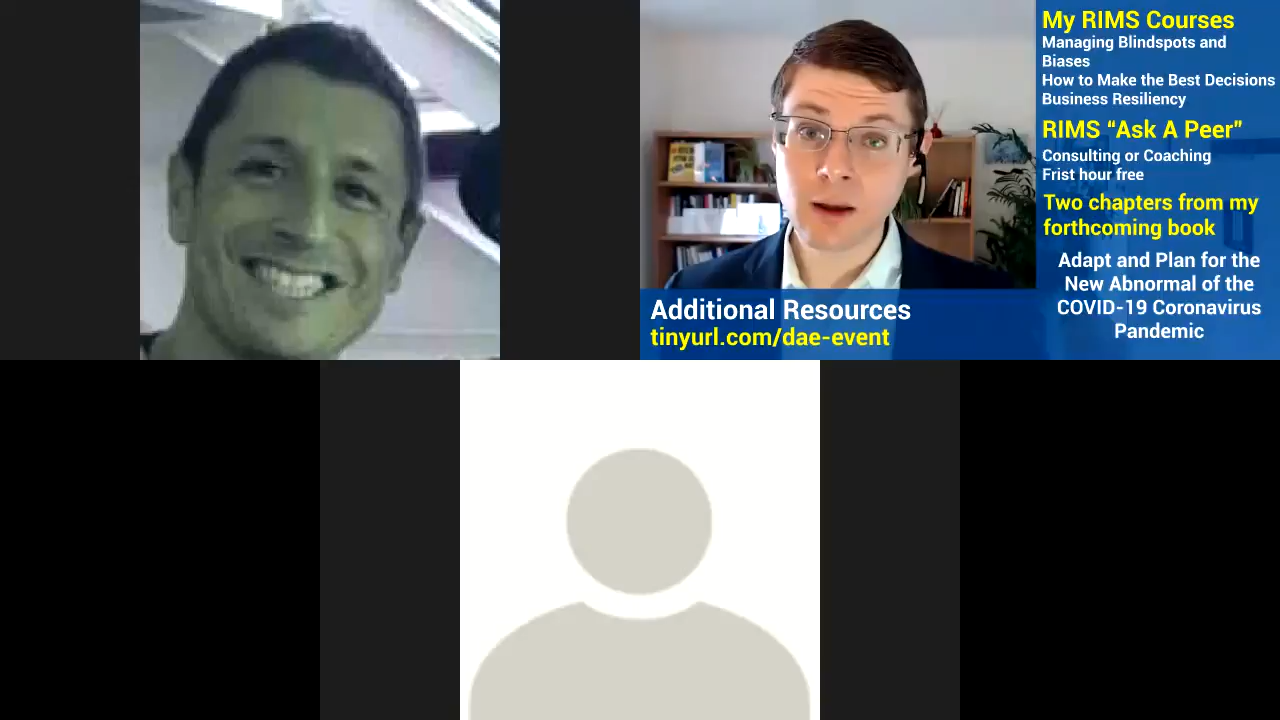 My RIMS Courses
Managing Blindspots and
Biases
How to Make the Best Decisions
Business Resiliency
RIMS “Ask A Peer”
Consulting or Coaching
Frist hour free
Two chapters from my
forthcoming book
Adapt and Plan for the
New Abnormal of the
COVID-19 Coronavirus
Pandemic
Additional Resources
tinyurl.com/dae-event